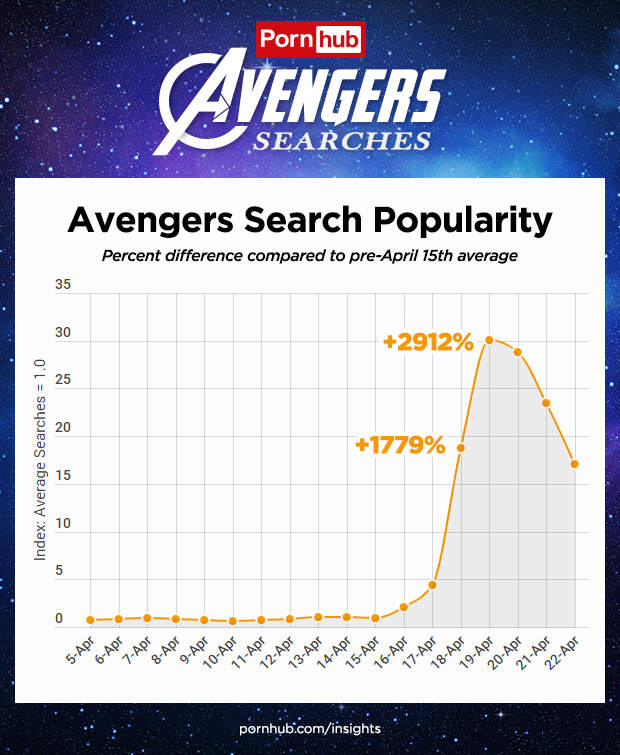 Porn hub
AVENGERS
SEARCHES
Avengers Search Popularity
Percent difference compared to pre-April 15th average
Index: Average Searches = 1.0
35
30
25
20
15
10
5
0
+2912%
+1779%
5-Apr
6-Apr
7-Apr
8-Apr
9-Apr
10-Apr
11-Apr
12-Apr
13-Apr
14-Apr
15-Apr
16-Apr
17-Apr
18-Apr
19-Apr
20-Apr
21-Apr
22-Apr
pornhub.com/insights